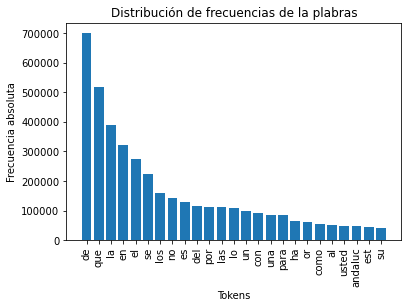 Distribución de frecuencias de la plabras
Frecuencia absoluta
700000
600000
500000
400000
300000
200000
100000
0
de
que
la
en
el
se
los
no
es
del
por
las
lo
un
con
una
para
ha
or
como
al
usted
andaluc
est
su
Tokens